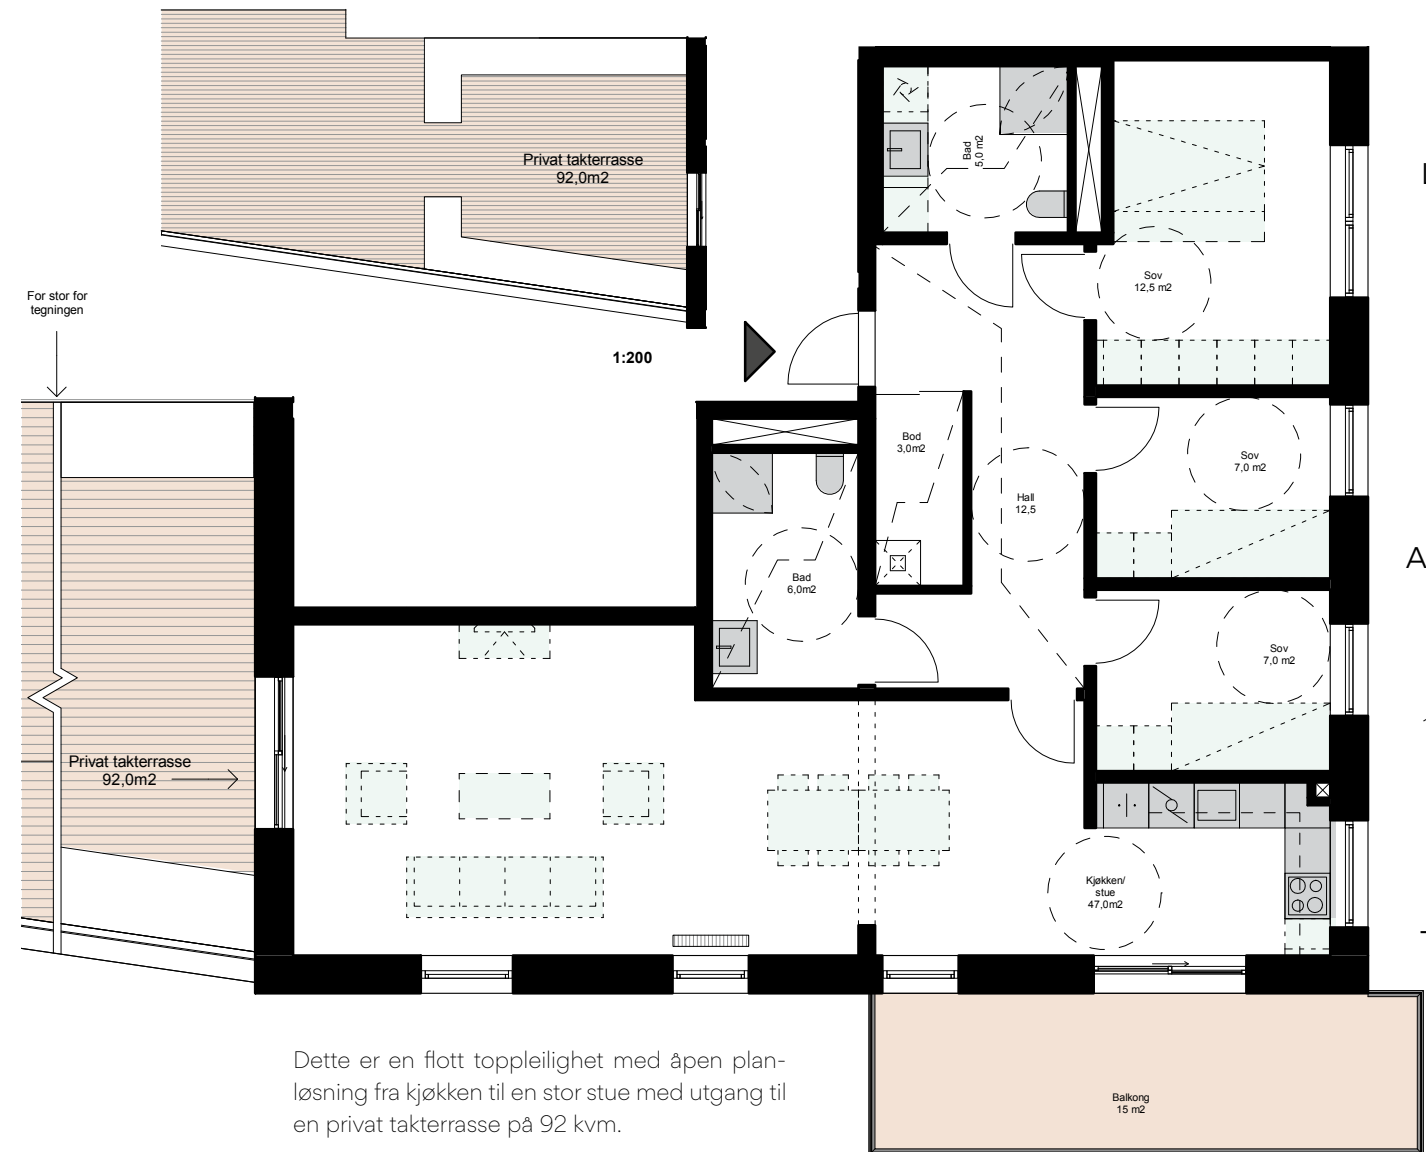 Privat takterrasse
92,0m2
For stor for
tegningen
1:200
Bad
5,0 m2
Sov
12,5 m2
Bod
3,0m2
Sov
7,0 m2
Hall
12,5
Bad
6,0m2
Sov
7,0 m2
Privat takterrasse
92,0m2
Kjøkken/
stue
47,0m2
A
Dette er en flott toppleilighet med åpen plan-
løsning fra kjøkken til en stor stue med utgang til
en privat takterrasse på 92 kvm.
Balkong
15 m2